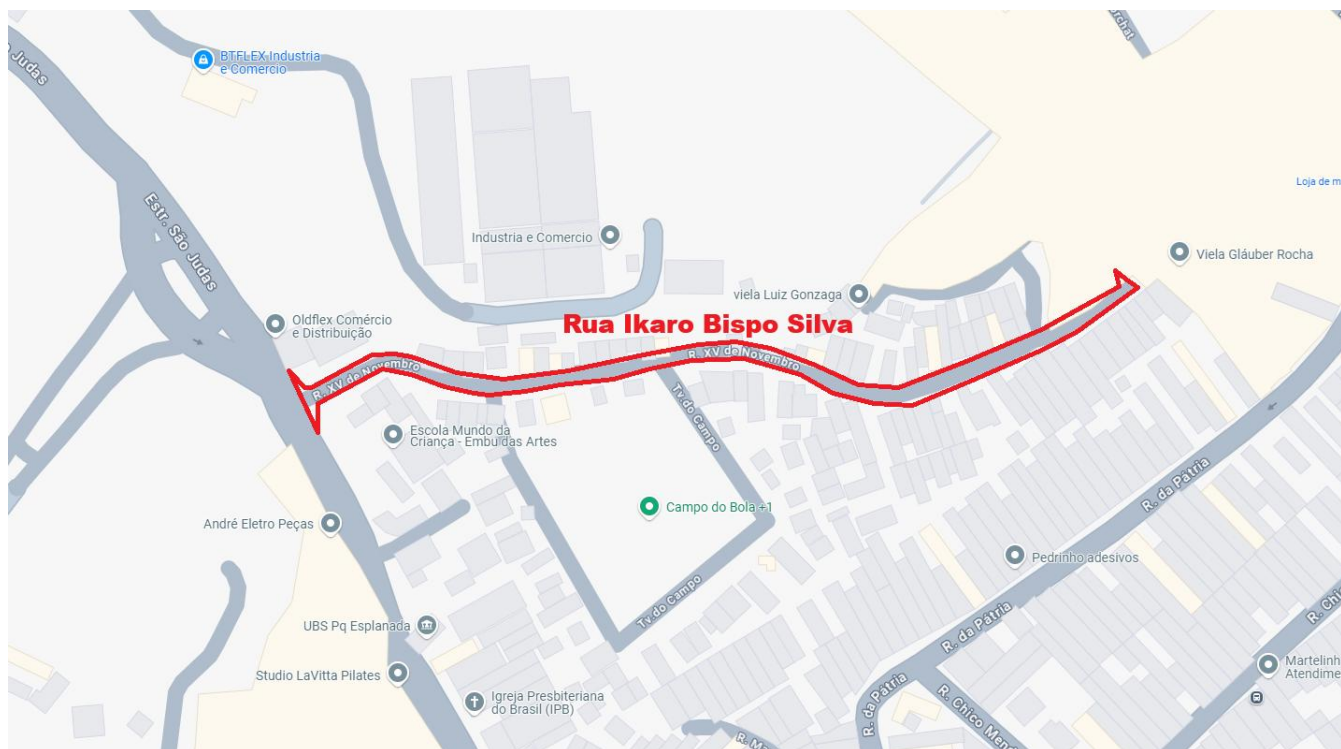 o Judas
BTFLEX Industria
e Comercio
Loja de m
Estr. São Judas
Industria e Comercio
Viela Gláuber Rocha
viela Luiz Gonzaga
Oldflex Comércio
e Distribuição
Rua Ikaro Bispo Silva
R. XV de Novembro
R. XV de Novembro
Tv. do Campo
Escola Mundo da
Criança - Embu das Artes
Campo do Bola +1
R. da Pátria
André Eletro Peças
Pedrinho adesivos
Tv. do Campo
UBS Pq Esplanada
R. da Pátria
R. Chi
Studio LaVitta Pilates
Martelinh
Atendime
Igreja Presbiteriana
do Brasil (IPB)
R. da Pátria
R. Chico Mend